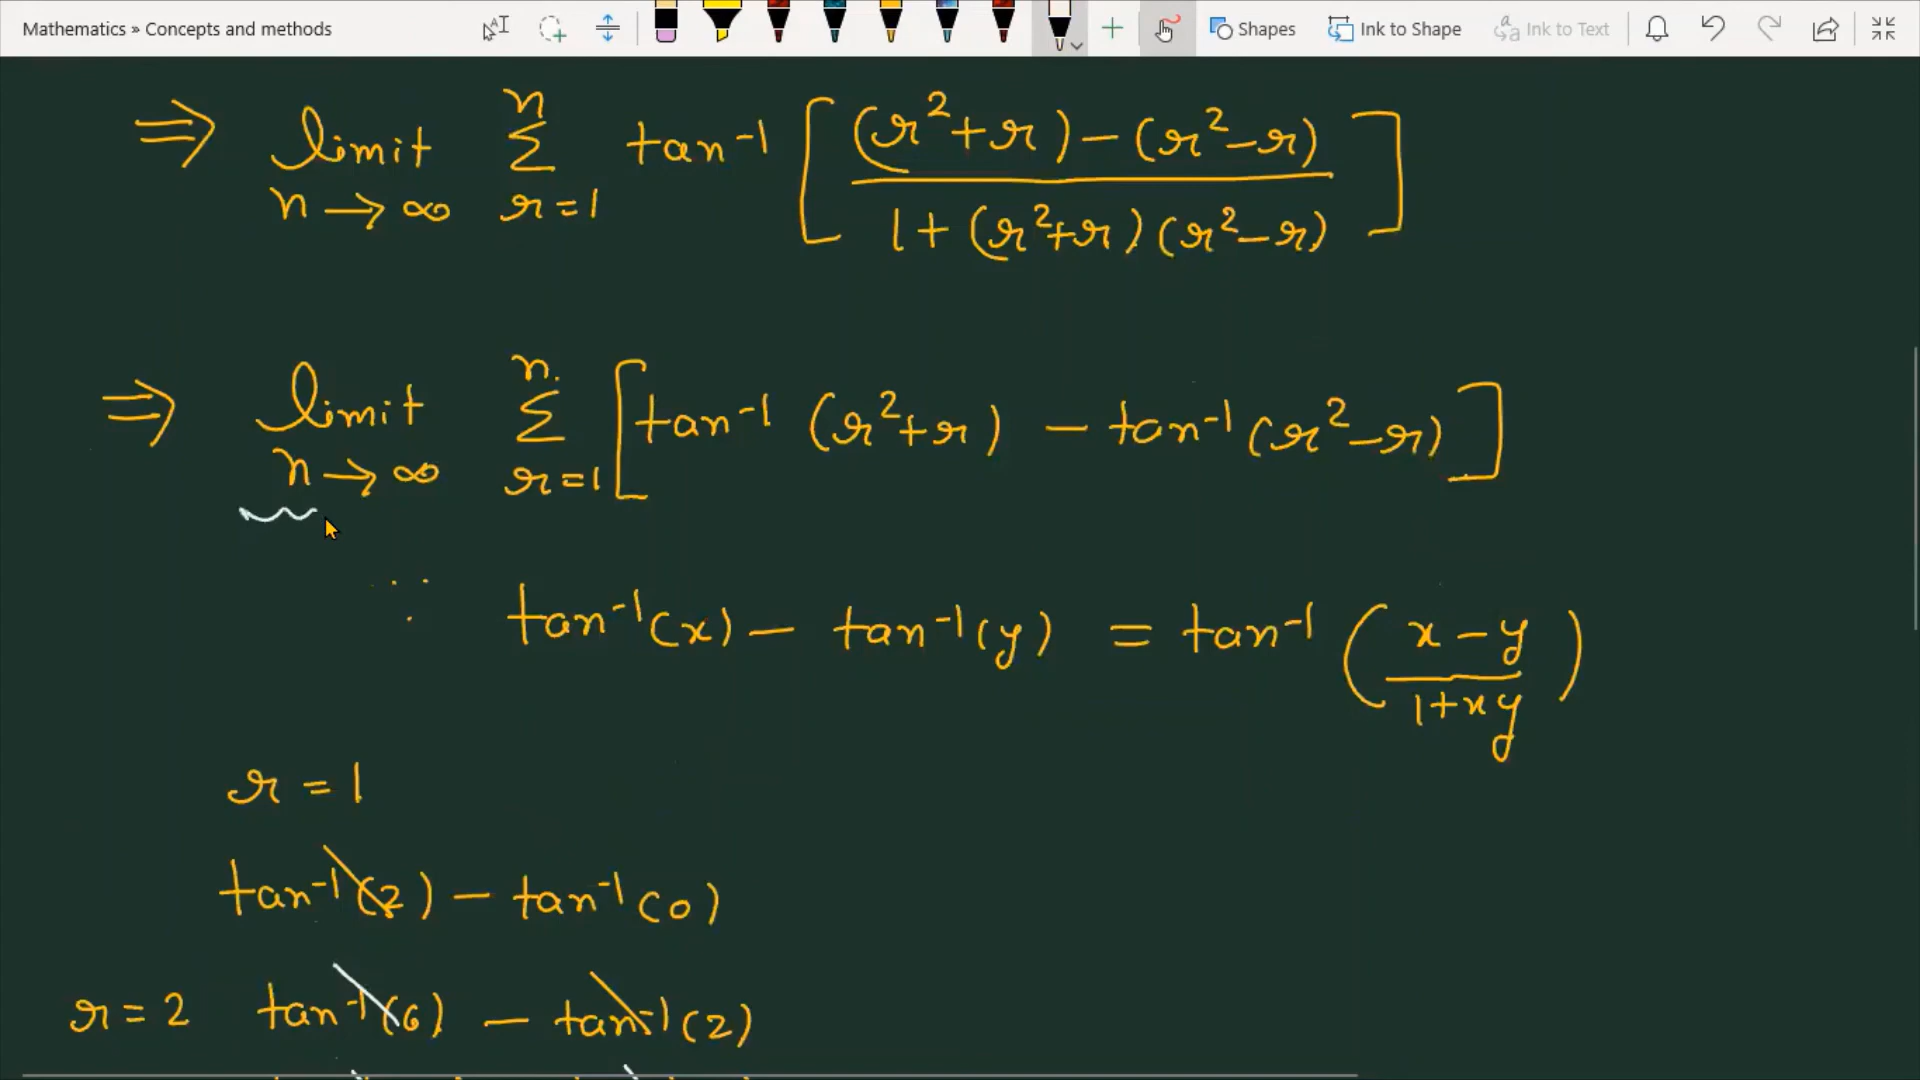 Mathematics » Concepts and methods Shapes Ink to Shape Ink to Text
⇒ limit n→∞ n Σ r=1 tan⁻¹ [ (r²+r) − (r²−r) / 1 + (r²+r)(r²−r) ]
⇒ limit n→∞ n Σ r=1 [ tan⁻¹ (r²+r) − tan⁻¹ (r²−r) ]
∵ tan⁻¹(x) − tan⁻¹(y) = tan⁻¹ ( x−y / 1+xy )
r = 1
tan⁻¹(2) − tan⁻¹(0)
r = 2 tan⁻¹(6) − tan⁻¹(2)